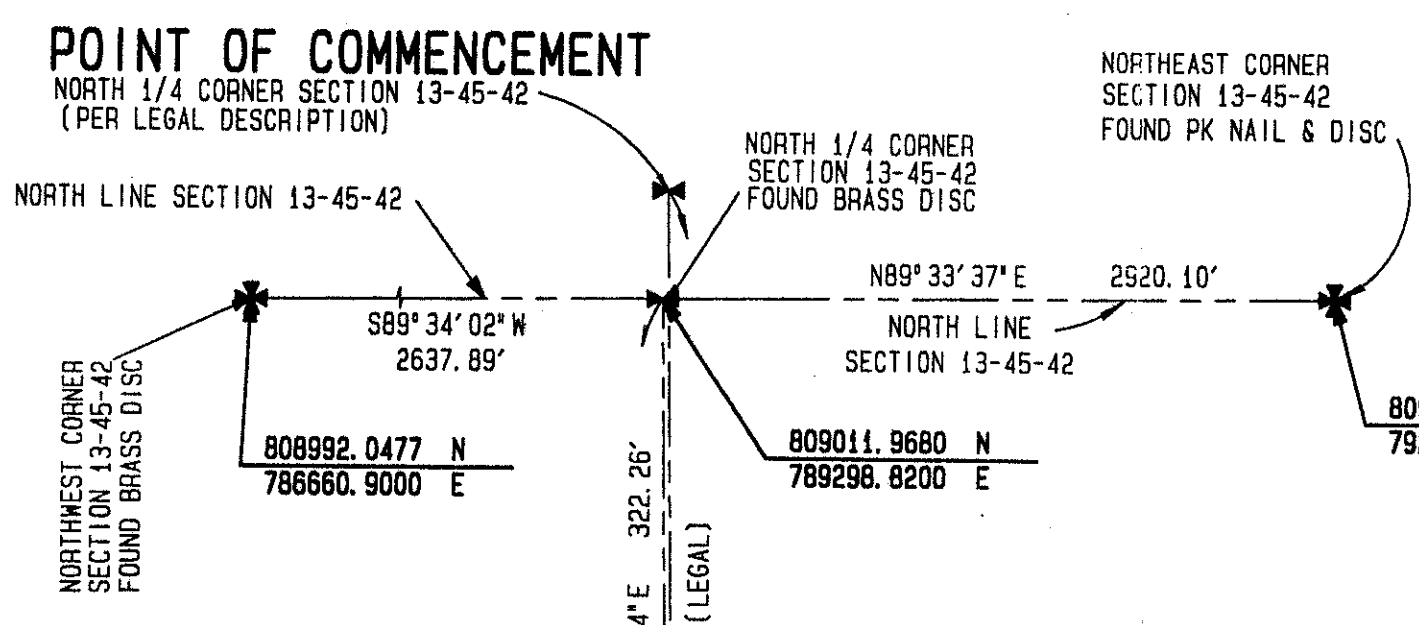 POINT OF COMMENCEMENT
NORTH 1/4 CORNER SECTION 13-45-42
(PER LEGAL DESCRIPTION)
NORTH LINE SECTION 13-45-42
NORTH 1/4 CORNER
SECTION 13-45-42
FOUND BRASS DISC
NORTHEAST CORNER
SECTION 13-45-42
FOUND PK NAIL & DISC
S89°34'02"W
2637.89'
N89°33'37"E 2920.10'
NORTH LINE
SECTION 13-45-42
NORTHWEST CORNER
SECTION 13-45-42
FOUND BRASS DISC
808992.0477 N
786660.9000 E
809011.9680 N
789298.8200 E
4"E 322.26'
(LEGAL)